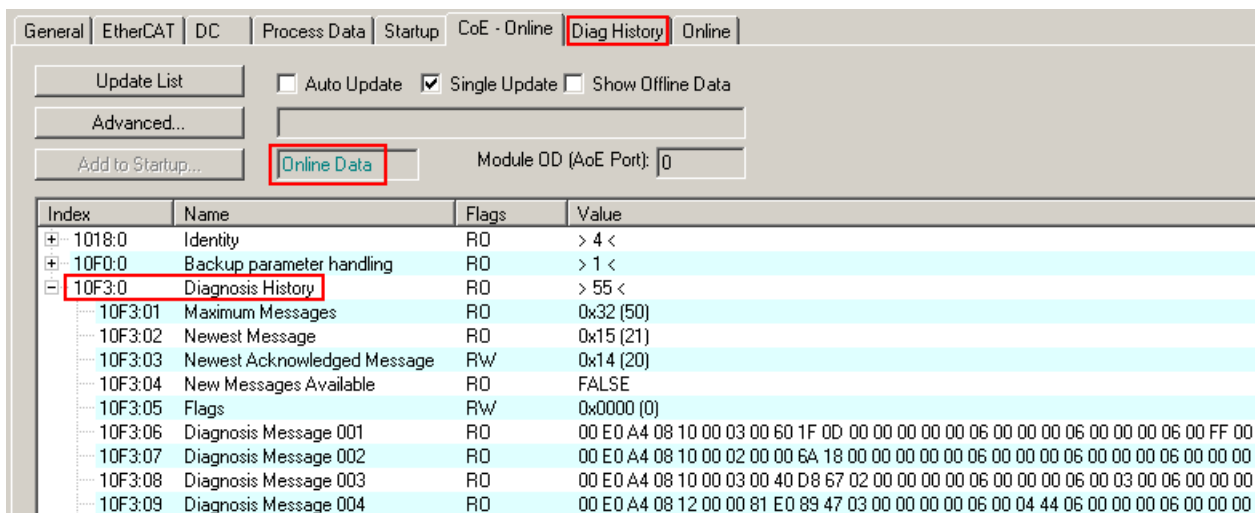 General EtherCAT DC Process Data Startup CoE - Online Diag History Online
Update List Auto Update Single Update Show Offline Data
Advanced...
Add to Startup... Online Data Module OD (AoE Port): 0
Index Name Flags Value
1018:0 Identity RO > 4 <
10F0:0 Backup parameter handling RO > 1 <
10F3:0 Diagnosis History RO > 55 <
10F3:01 Maximum Messages RO 0x32 (50)
10F3:02 Newest Message RO 0x15 (21)
10F3:03 Newest Acknowledged Message RW 0x14 (20)
10F3:04 New Messages Available RO FALSE
10F3:05 Flags RW 0x0000 (0)
10F3:06 Diagnosis Message 001 RO 00 E0 A4 08 10 00 03 00 60 1F 0D 00 00 00 00 00 06 00 00 00 06 00 00 00 06 00 FF 00
10F3:07 Diagnosis Message 002 RO 00 E0 A4 08 10 00 02 00 00 6A 18 00 00 00 00 00 06 00 00 00 06 00 00 00 06 00 00 00
10F3:08 Diagnosis Message 003 RO 00 E0 A4 08 10 00 03 00 40 D8 67 02 00 00 00 00 06 00 00 00 06 00 03 00 06 00 00 00
10F3:09 Diagnosis Message 004 RO 00 E0 A4 08 12 00 00 81 E0 89 47 03 00 00 00 00 06 00 04 44 06 00 00 00 06 00 00 00